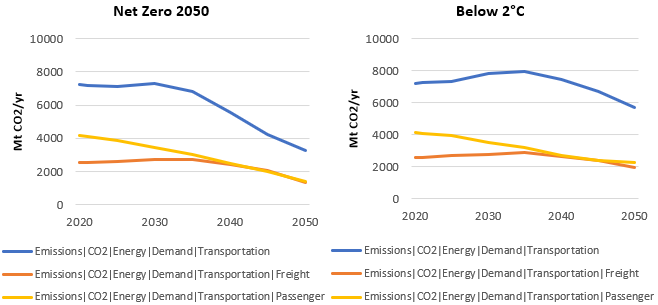 Net Zero 2050
Mt CO2/yr
10000
8000
6000
4000
2000
0
2020
2030
2040
2050
Emissions|CO2|Energy|Demand|Transportation
Emissions|CO2|Energy|Demand|Transportation|Freight
Emissions|CO2|Energy|Demand|Transportation|Passenger
Below 2°C
Mt CO2/yr
10000
8000
6000
4000
2000
0
2020
2030
2040
2050
Emissions|CO2|Energy|Demand|Transportation
Emissions|CO2|Energy|Demand|Transportation|Freight
Emissions|CO2|Energy|Demand|Transportation|Passenger